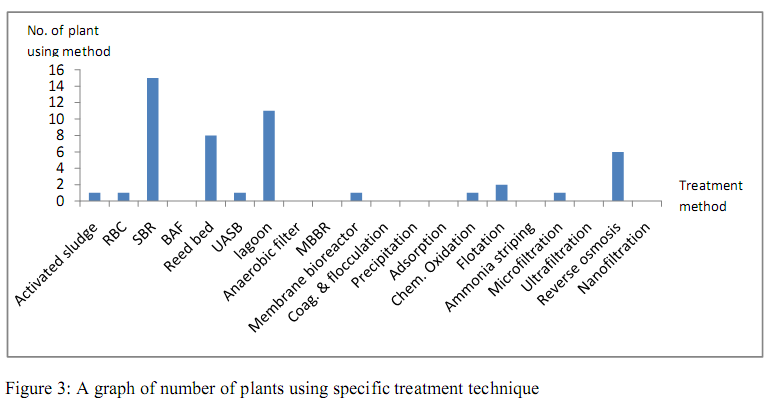 No. of plant
using method
16
14
12
10
8
6
4
2
0
Treatment
method
Activated sludge
RBC
SBR
BAF
Reed bed
UASB
lagoon
Anaerobic filter
MBBR
Membrane bioreactor
Coag. & flocculation
Precipitation
Adsorption
Chem. Oxidation
Flotation
Ammonia striping
Microfiltration
Ultrafiltration
Reverse osmosis
Nanofiltration
Figure 3: A graph of number of plants using specific treatment technique